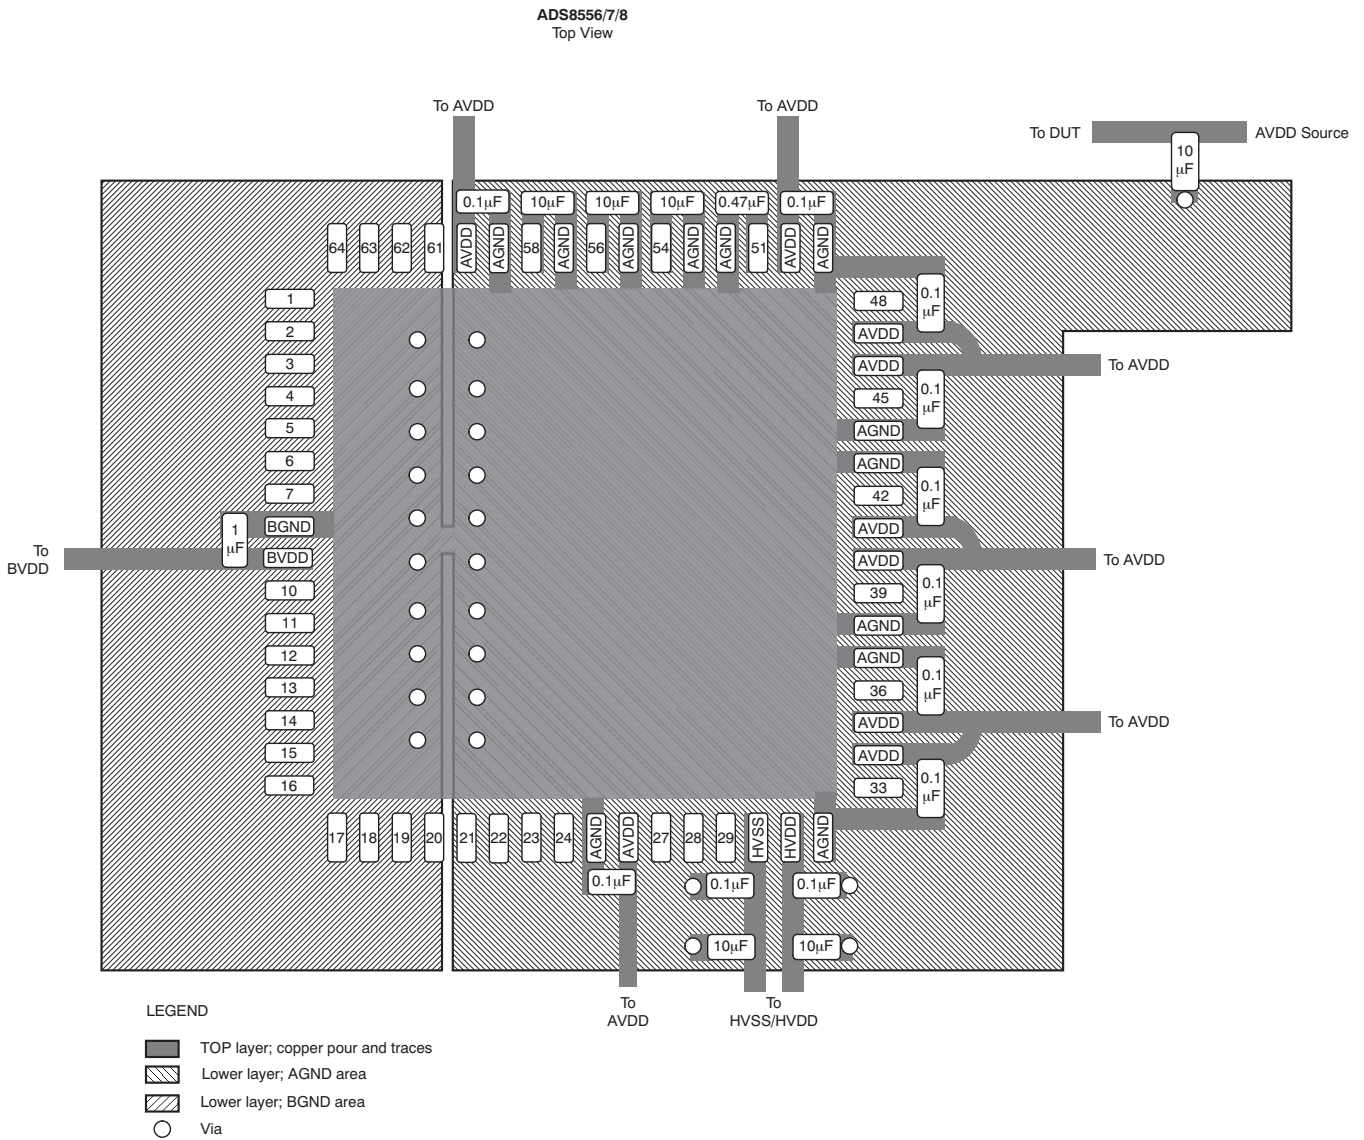 ADS8556/7/8
Top View
To AVDD
To AVDD
To DUT
AVDD Source
10
μF
0.1μF
10μF
10μF
10μF
0.47μF
0.1μF
64
63
62
61
AVDD
AGND
58
AGND
56
AGND
54
AGND
AGND
51
AVDD
AGND
1
2
3
4
5
6
7
BGND
BVDD
10
11
12
13
14
15
16
1
μF
To
BVDD
48
AVDD
AVDD
45
AGND
AGND
42
AVDD
AVDD
39
AGND
AGND
36
AVDD
AVDD
33
0.1
μF
0.1
μF
0.1
μF
0.1
μF
0.1
μF
0.1
μF
To AVDD
To AVDD
To AVDD
17
18
19
20
21
22
23
24
AGND
AVDD
27
28
29
HVSS
HVDD
AGND
0.1μF
0.1μF
0.1μF
10μF
10μF
To
AVDD
To
HVSS/HVDD
LEGEND
TOP layer; copper pour and traces
Lower layer; AGND area
Lower layer; BGND area
Via